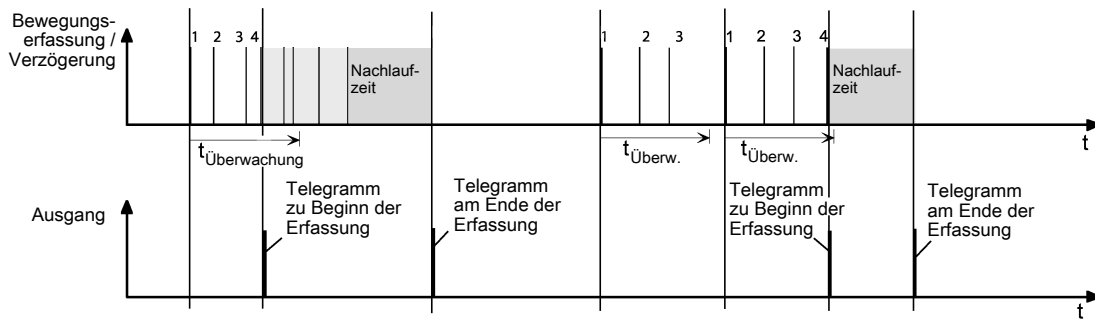 Bewegungs-
erfassung /
Verzögerung
1 2 3 4
Nachlauf-
zeit
1 2 3
1 2 3 4
Nachlauf-
zeit
tÜberwachung
tÜberw.
tÜberw.
t
Ausgang
Telegramm
zu Beginn der
Erfassung
Telegramm
am Ende der
Erfassung
Telegramm
zu Beginn der
Erfassung
Telegramm
am Ende der
Erfassung
t